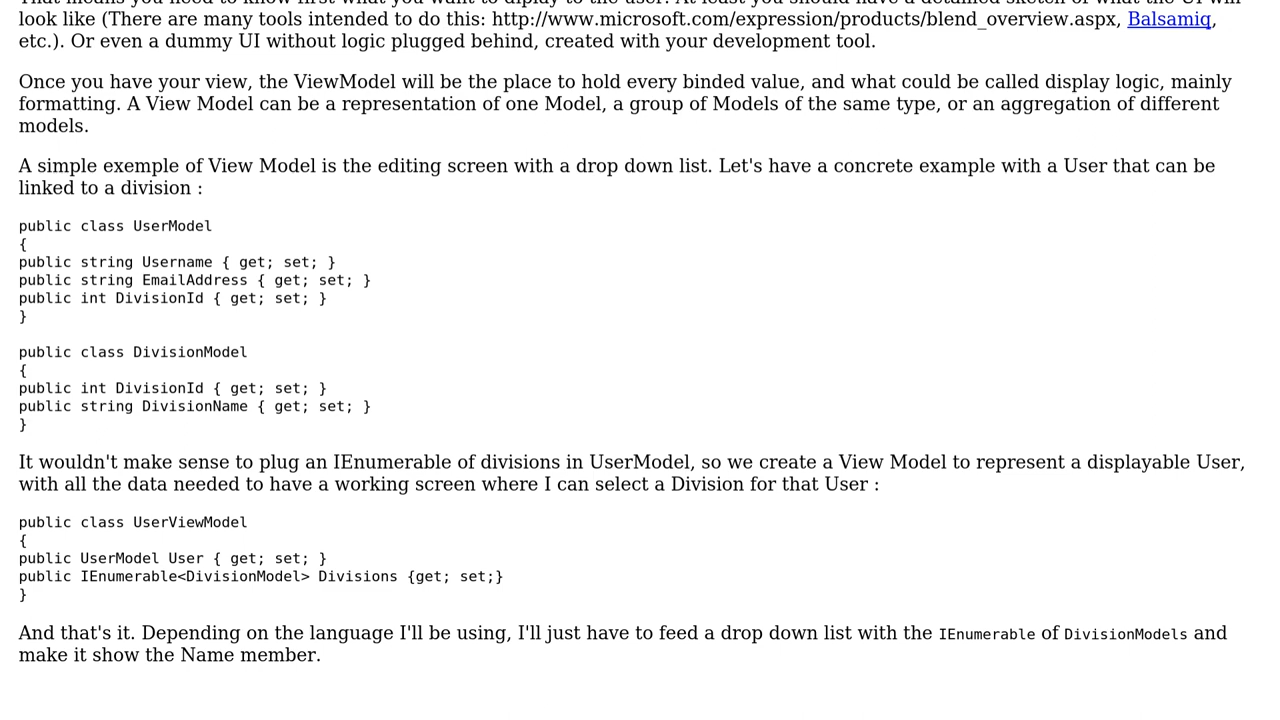 look like (There are many tools intended to do this: http://www.microsoft.com/expression/products/blend_overview.aspx, Balsamiq,
etc.). Or even a dummy UI without logic plugged behind, created with your development tool.
Once you have your view, the ViewModel will be the place to hold every binded value, and what could be called display logic, mainly
formatting. A View Model can be a representation of one Model, a group of Models of the same type, or an aggregation of different
models.
A simple exemple of View Model is the editing screen with a drop down list. Let's have a concrete example with a User that can be
linked to a division :
public class UserModel
{
public string Username { get; set; }
public string EmailAddress { get; set; }
public int DivisionId { get; set; }
}
public class DivisionModel
{
public int DivisionId { get; set; }
public string DivisionName { get; set; }
}
It wouldn't make sense to plug an IEnumerable of divisions in UserModel, so we create a View Model to represent a displayable User,
with all the data needed to have a working screen where I can select a Division for that User :
public class UserViewModel
{
public UserModel User { get; set; }
public IEnumerable<DivisionModel> Divisions {get; set;}
}
And that's it. Depending on the language I'll be using, I'll just have to feed a drop down list with the IEnumerable of DivisionModels and
make it show the Name member.